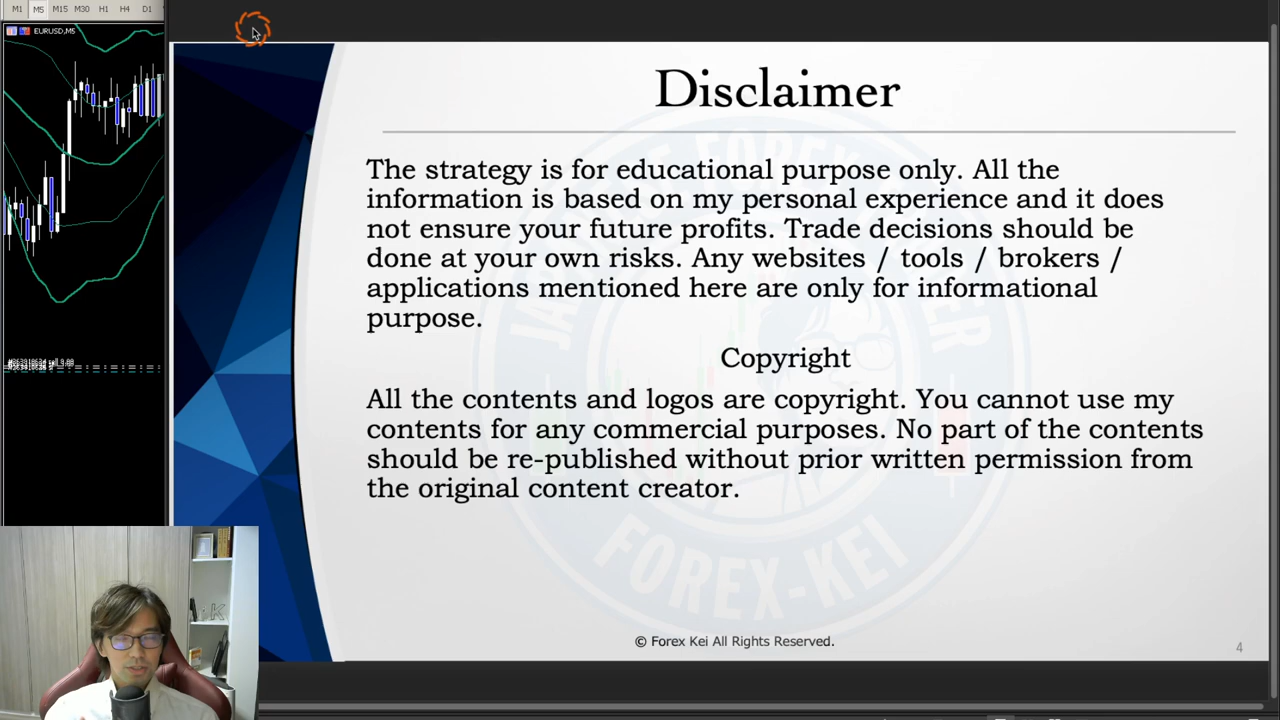 M1 M5 M15 M30 H1 H4 D1
EURUSD,M5
Disclaimer
The strategy is for educational purpose only. All the
information is based on my personal experience and it does
not ensure your future profits. Trade decisions should be
done at your own risks. Any websites / tools / brokers /
applications mentioned here are only for informational
purpose.
Copyright
All the contents and logos are copyright. You cannot use my
contents for any commercial purposes. No part of the contents
should be re-published without prior written permission from
the original content creator.
FOREX-KEI
© Forex Kei All Rights Reserved.
4